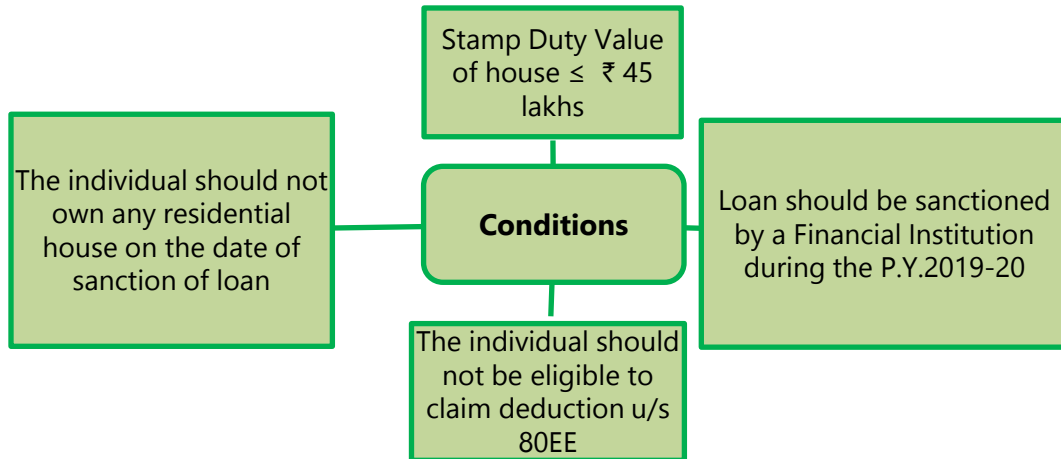 Stamp Duty Value
of house ≤ ₹ 45
lakhs
The individual should not
own any residential
house on the date of
sanction of loan
Conditions
Loan should be sanctioned
by a Financial Institution
during the P.Y.2019-20
The individual should
not be eligible to
claim deduction u/s
80EE